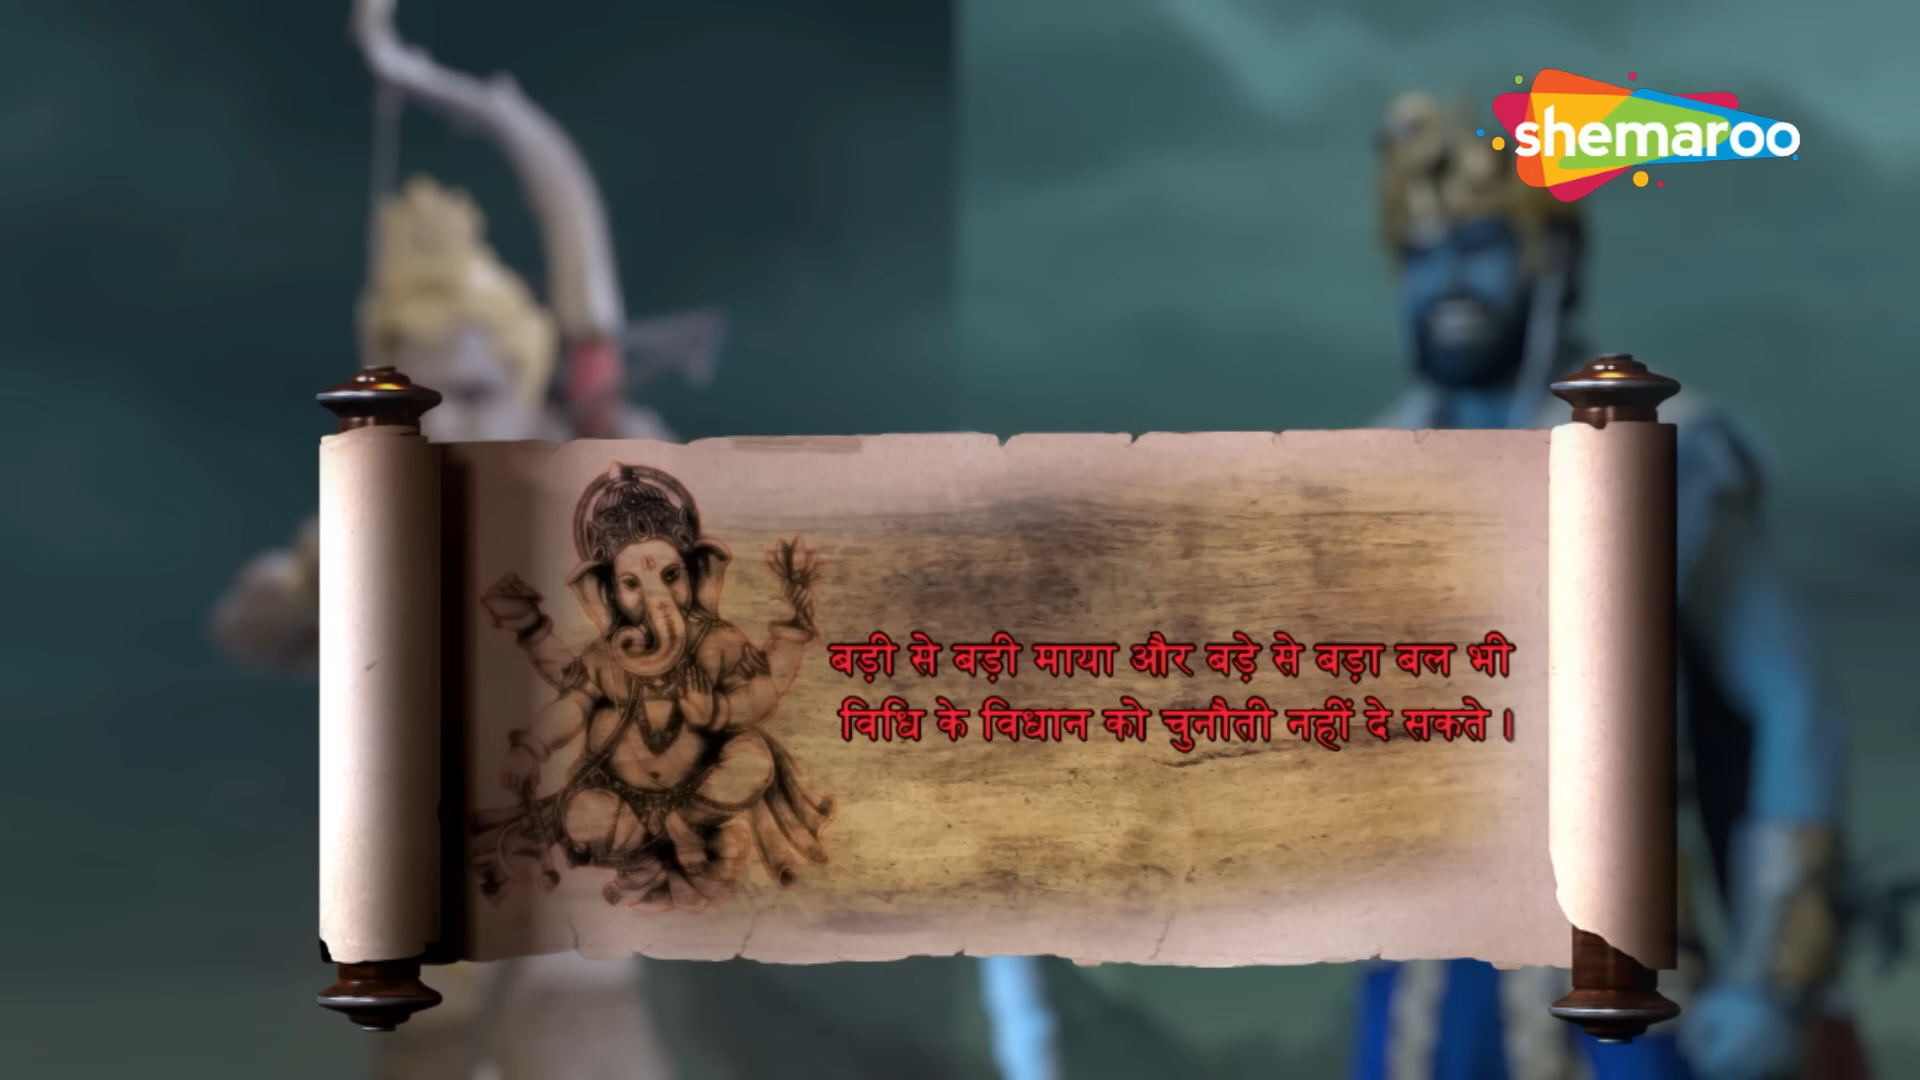 shemaroo
बड़ी से बड़ी माया और बड़े से बड़ा बल भी
विधि के विधान को चुनौती नहीं दे सकते ।